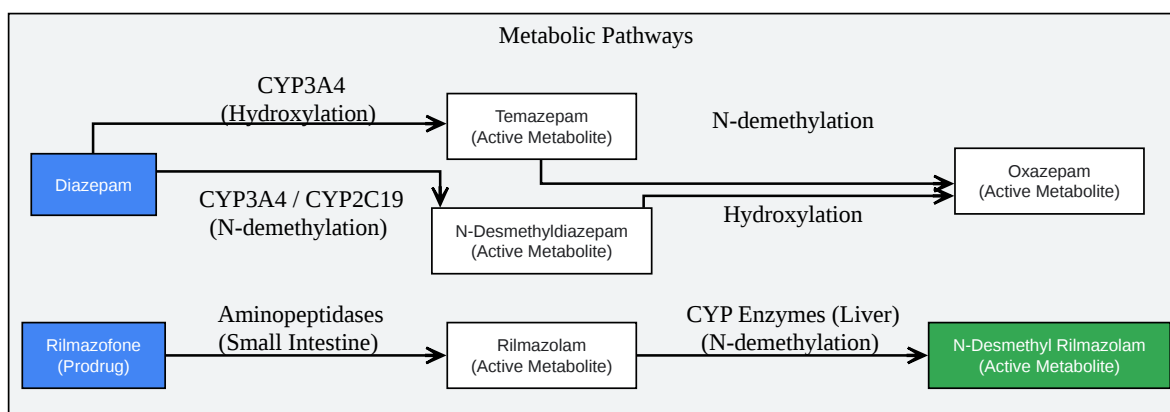 Metabolic Pathways
CYP3A4
(Hydroxylation)
Temazepam
(Active Metabolite)
N-demethylation
Diazepam
Oxazepam
(Active Metabolite)
CYP3A4 / CYP2C19
(N-demethylation)
N-Desmethyldiazepam
(Active Metabolite)
Hydroxylation
Aminopeptidases
(Small Intestine)
CYP Enzymes (Liver)
(N-demethylation)
Rilmazofone
(Prodrug)
Rilmazolam
(Active Metabolite)
N-Desmethyl Rilmazolam
(Active Metabolite)